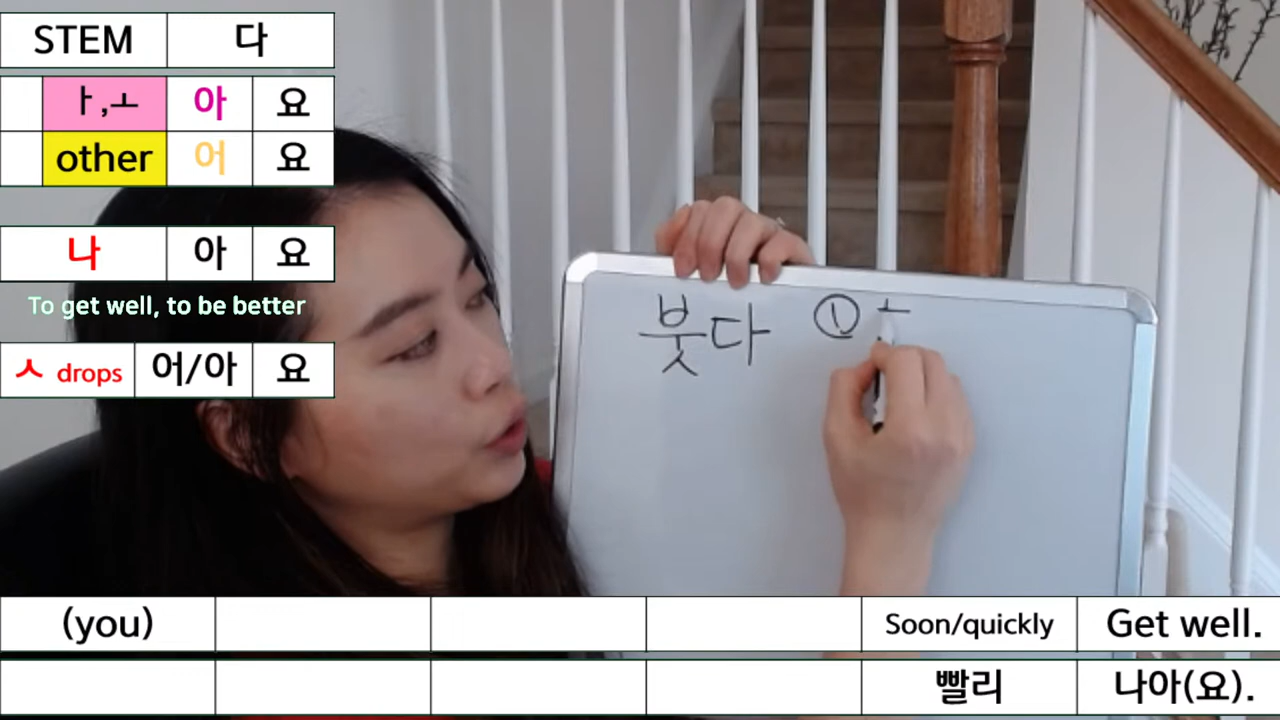 STEM 다
ㅏ,ㅗ 아 요
other 어 요
나 아 요
To get well, to be better
ㅅ drops 어/아 요
붓다 ① ㅗ
(you) Soon/quickly Get well.
빨리 나아(요).